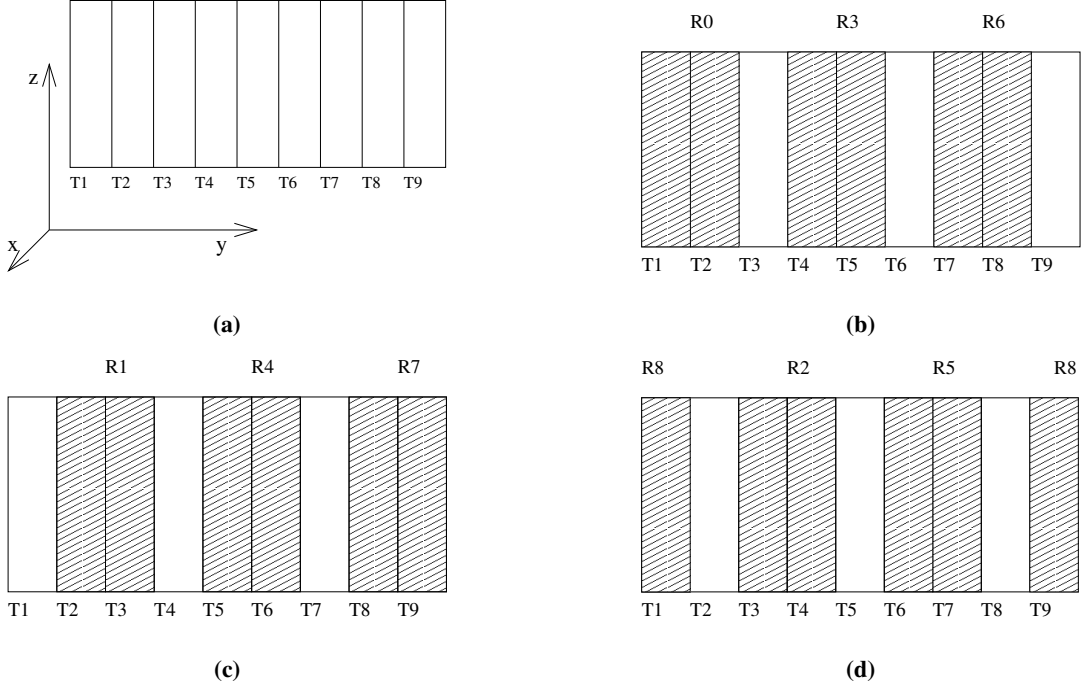 z
T1 T2 T3 T4 T5 T6 T7 T8 T9
x y
(a)
R0 R3 R6
T1 T2 T3 T4 T5 T6 T7 T8 T9
(b)
R1 R4 R7
T1 T2 T3 T4 T5 T6 T7 T8 T9
(c)
R8 R2 R5 R8
T1 T2 T3 T4 T5 T6 T7 T8 T9
(d)